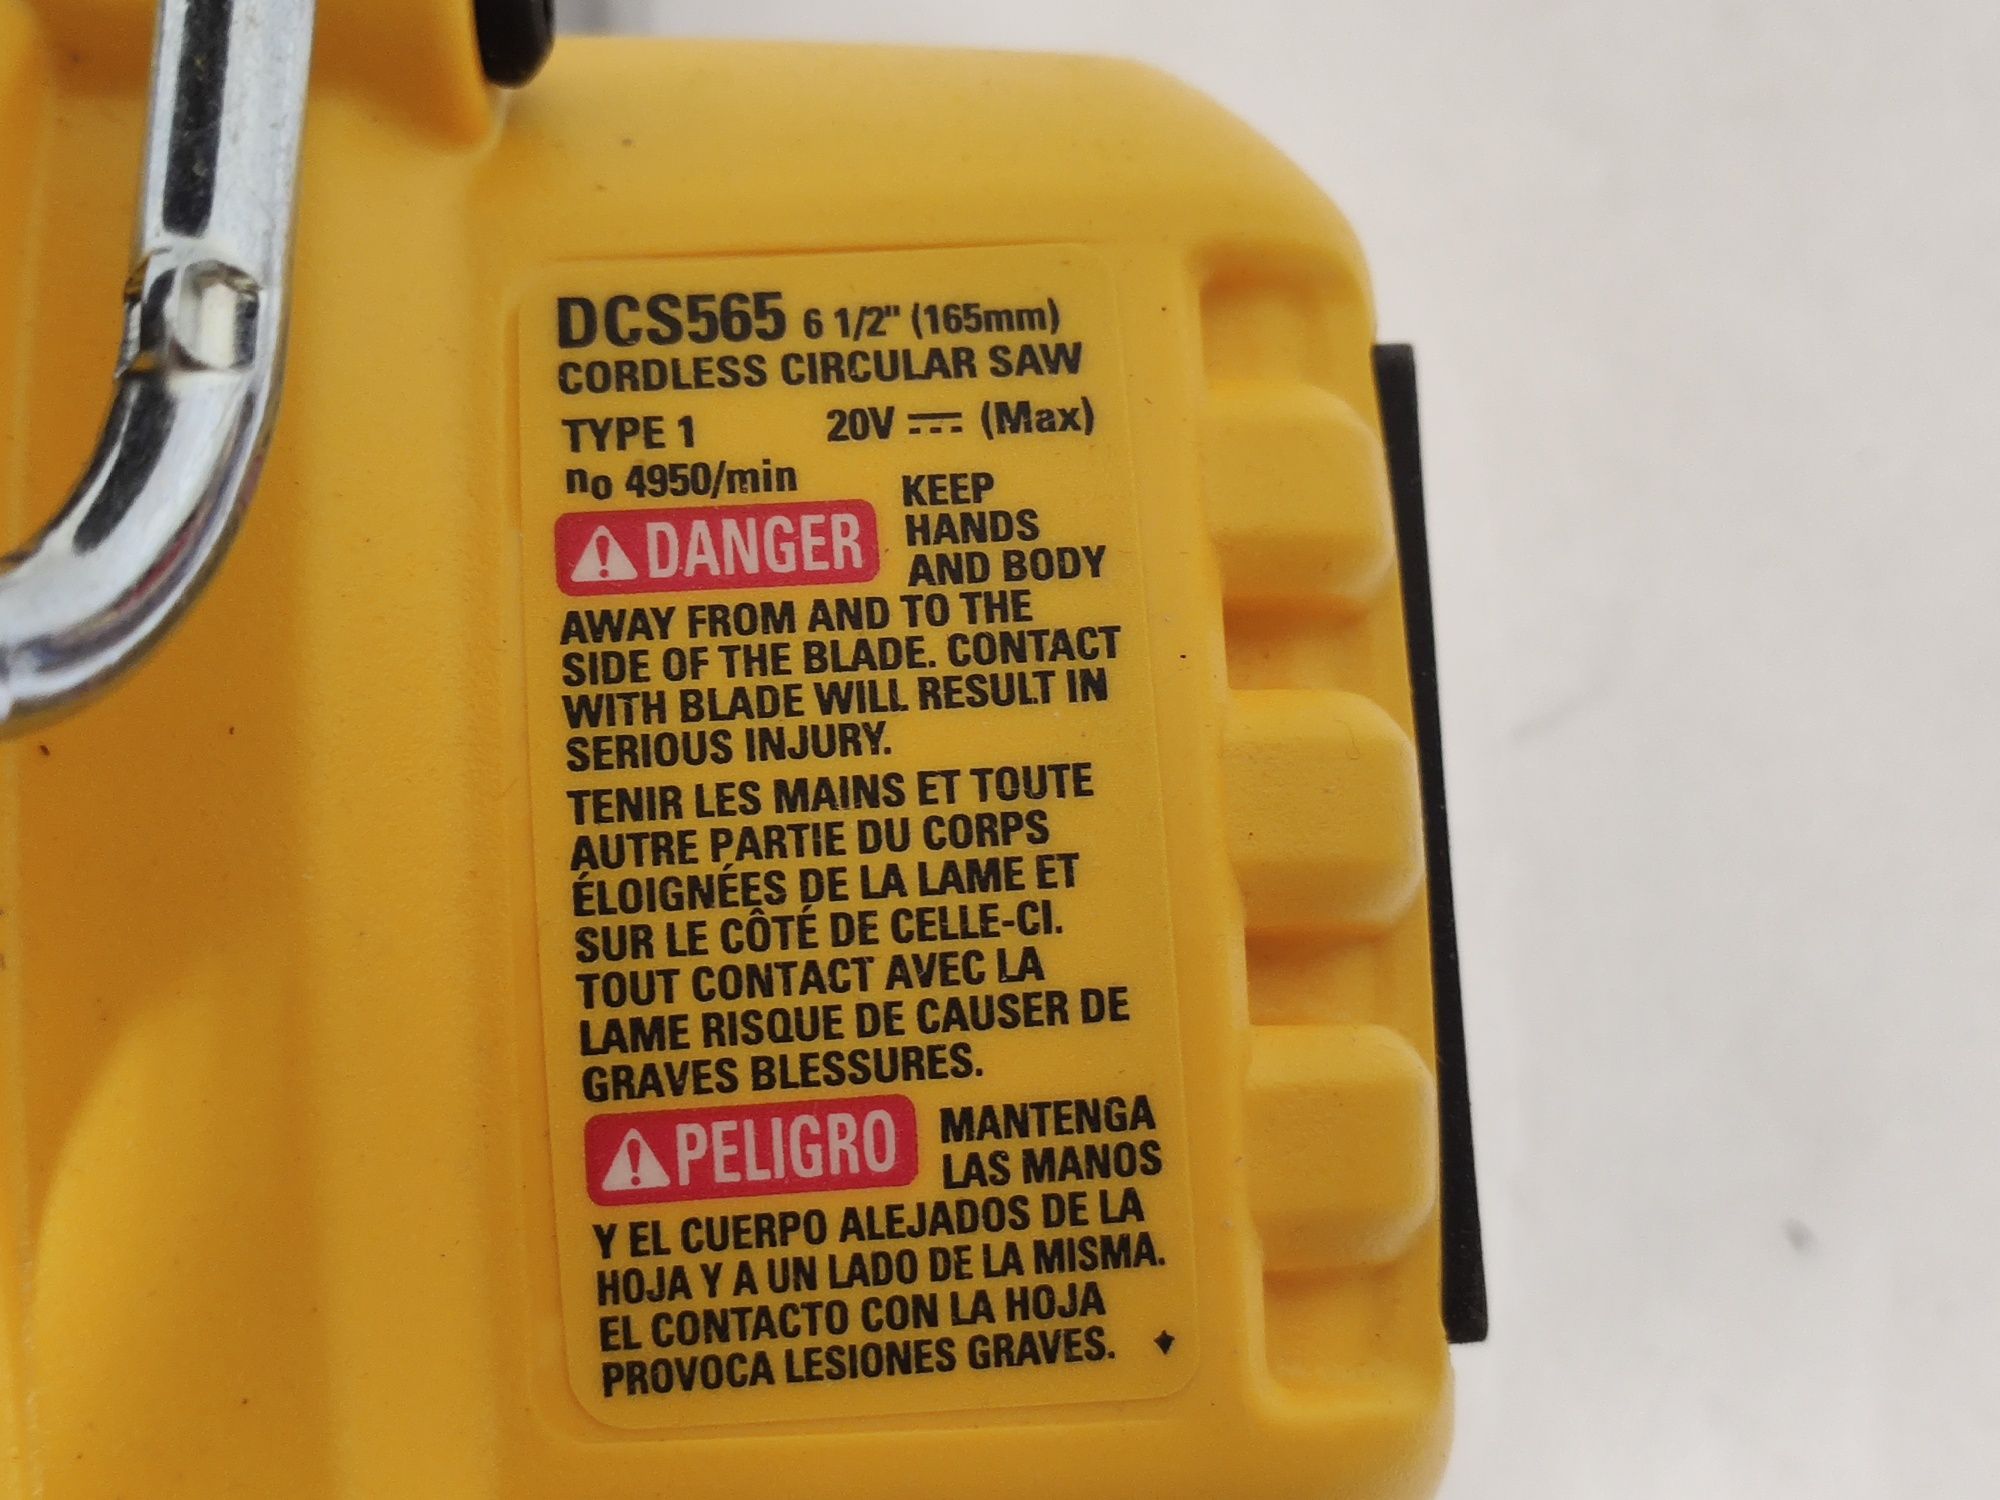 DCS565 6 1/2" (165mm)
CORDLESS CIRCULAR SAW
TYPE 1 20V ⎓ (Max)
no 4950/min
⚠DANGER KEEP
HANDS
AND BODY
AWAY FROM AND TO THE
SIDE OF THE BLADE. CONTACT
WITH BLADE WILL RESULT IN
SERIOUS INJURY.
TENIR LES MAINS ET TOUTE
AUTRE PARTIE DU CORPS
ÉLOIGNÉES DE LA LAME ET
SUR LE CÔTÉ DE CELLE-CI.
TOUT CONTACT AVEC LA
LAME RISQUE DE CAUSER DE
GRAVES BLESSURES.
⚠PELIGRO MANTENGA
LAS MANOS
Y EL CUERPO ALEJADOS DE LA
HOJA Y A UN LADO DE LA MISMA.
EL CONTACTO CON LA HOJA
PROVOCA LESIONES GRAVES.